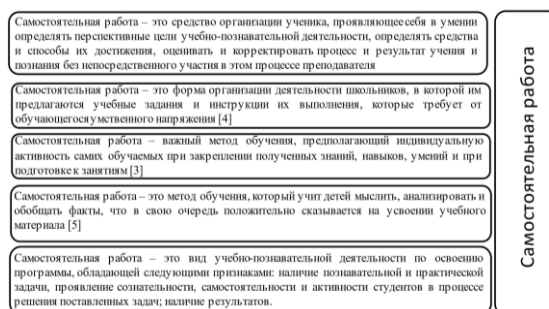 Самостоятельная работа – это средство организации ученика, проявляющее себя в умении
определять перспективные цели учебно-познавательной деятельности, определять средства
и способы их достижения, оценивать и корректировать процесс и результат учения и
познания без непосредственного участия в этом процессе преподавателя
Самостоятельная работа – это форма организации деятельности школьников, в которой им
предлагаются учебные задания и инструкции их выполнения, которые требует от
обучающегося умственного напряжения [4]
Самостоятельная работа – важный метод обучения, предполагающий индивидуальную
активность самих обучаемых при закреплении полученных знаний, навыков, умений и при
подготовке к занятиям [3]
Самостоятельная работа – это метод обучения, который учит детей мыслить, анализировать и
обобщать факты, что в свою очередь положительно сказывается на усвоении учебного
материала [5]
Самостоятельная работа – это вид учебно-познавательной деятельности по освоению
программы, обладающей следующими признаками: наличие познавательной и практической
задачи, проявление сознательности, самостоятельности и активности студентов в процессе
решения поставленных задач; наличие результатов.
Самостоятельная работа